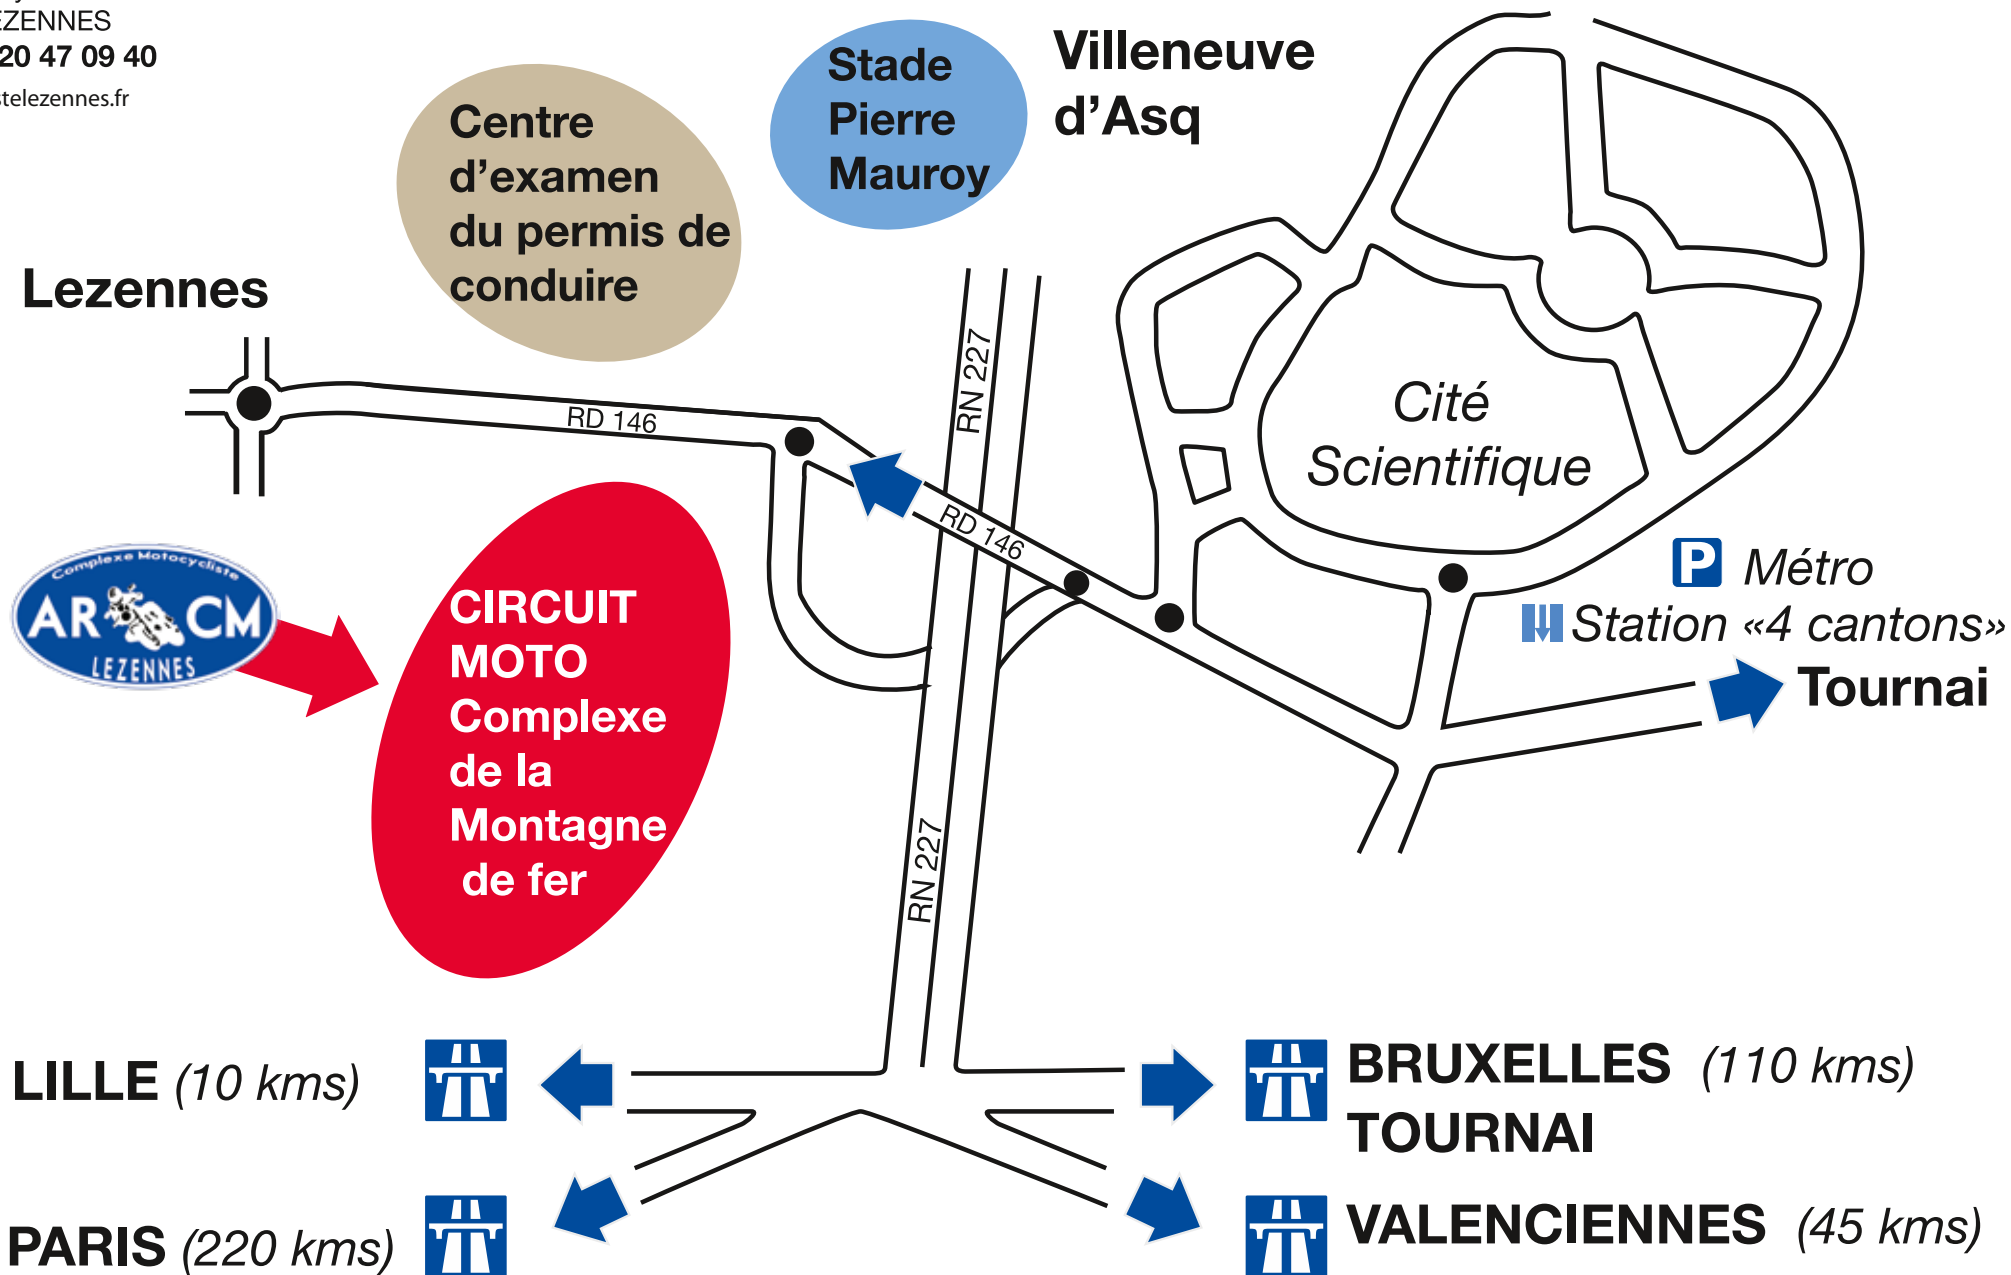 EZENNES
20 47 09 40
stelezennes.fr
Centre
d'examen
du permis de
conduire
Stade
Pierre
Mauroy
Villeneuve
d'Asq
Lezennes
RD 146
RN 227
RD 146
Cité
Scientifique
Complexe Motocycliste
AR CM
LEZENNES
CIRCUIT
MOTO
Complexe
de la
Montagne
de fer
P Métro
Station «4 cantons»
Tournai
RN 227
LILLE (10 kms)
BRUXELLES (110 kms)
TOURNAI
PARIS (220 kms)
VALENCIENNES (45 kms)